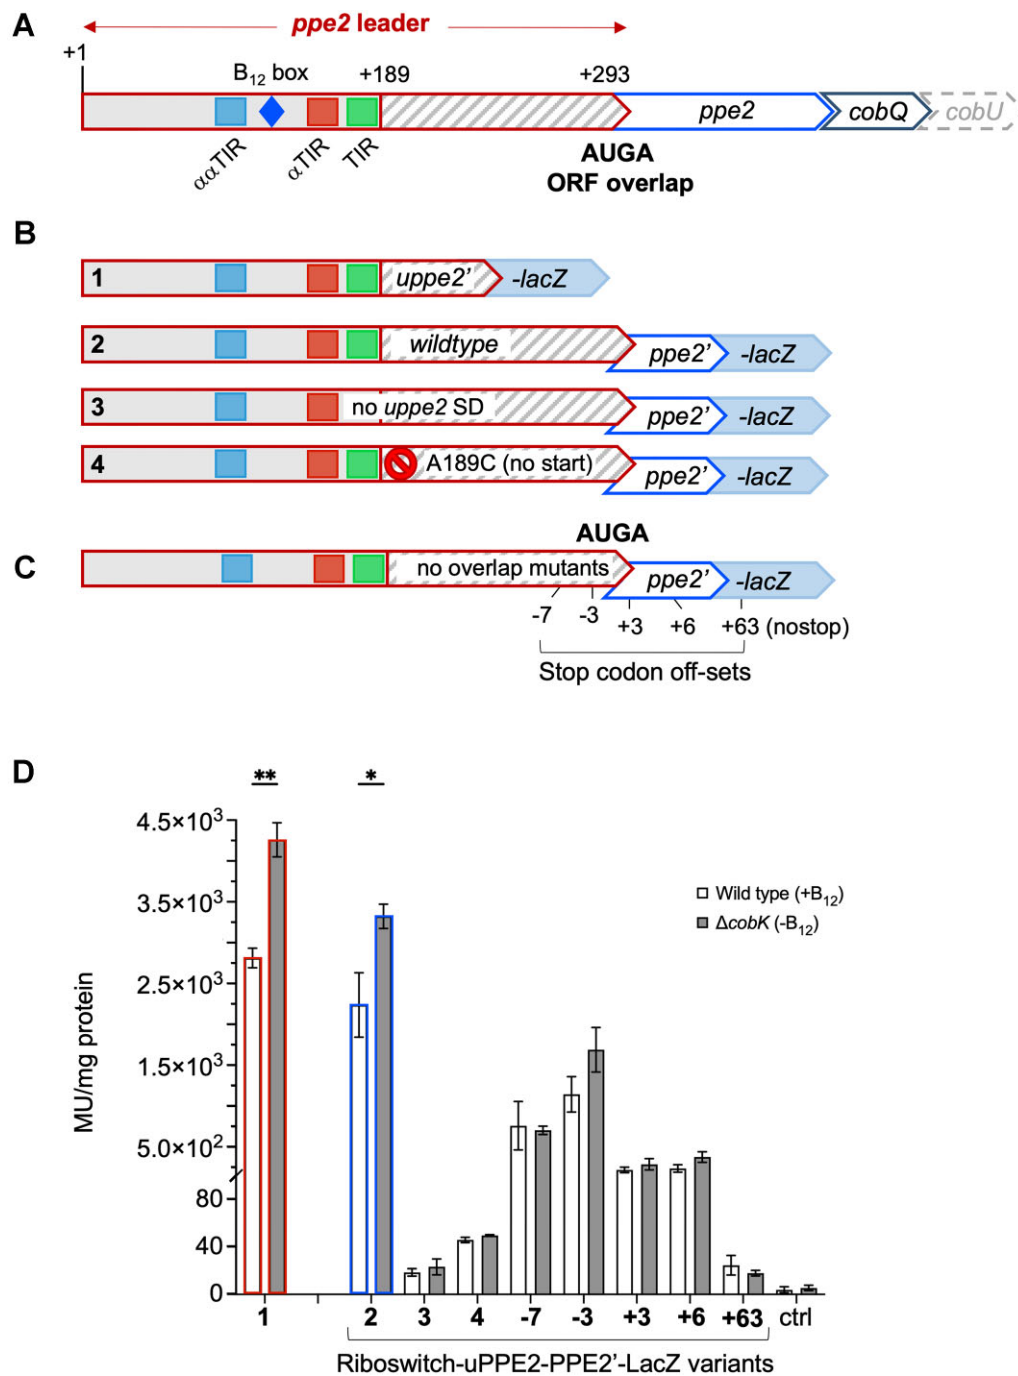 A
ppe2 leader
+1
B12 box
+189
+293
ppe2
cobQ
cobU
ααTIR
αTIR
TIR
AUGA
ORF overlap
B
1
uppe2’
-lacZ
2
wildtype
ppe2’
-lacZ
3
no uppe2 SD
ppe2’
-lacZ
4
A189C (no start)
ppe2’
-lacZ
AUGA
C
no overlap mutants
ppe2’
-lacZ
-7
-3
+3
+6
+63 (nostop)
Stop codon off-sets
D
**
*
4.5×10³
3.5×10³
2.5×10³
1.5×10³
5.0×10²
80
40
0
MU/mg protein
Wild type (+B12)
ΔcobK (-B12)
1
2
3
4
-7
-3
+3
+6
+63
ctrl
Riboswitch-uPPE2-PPE2’-LacZ variants